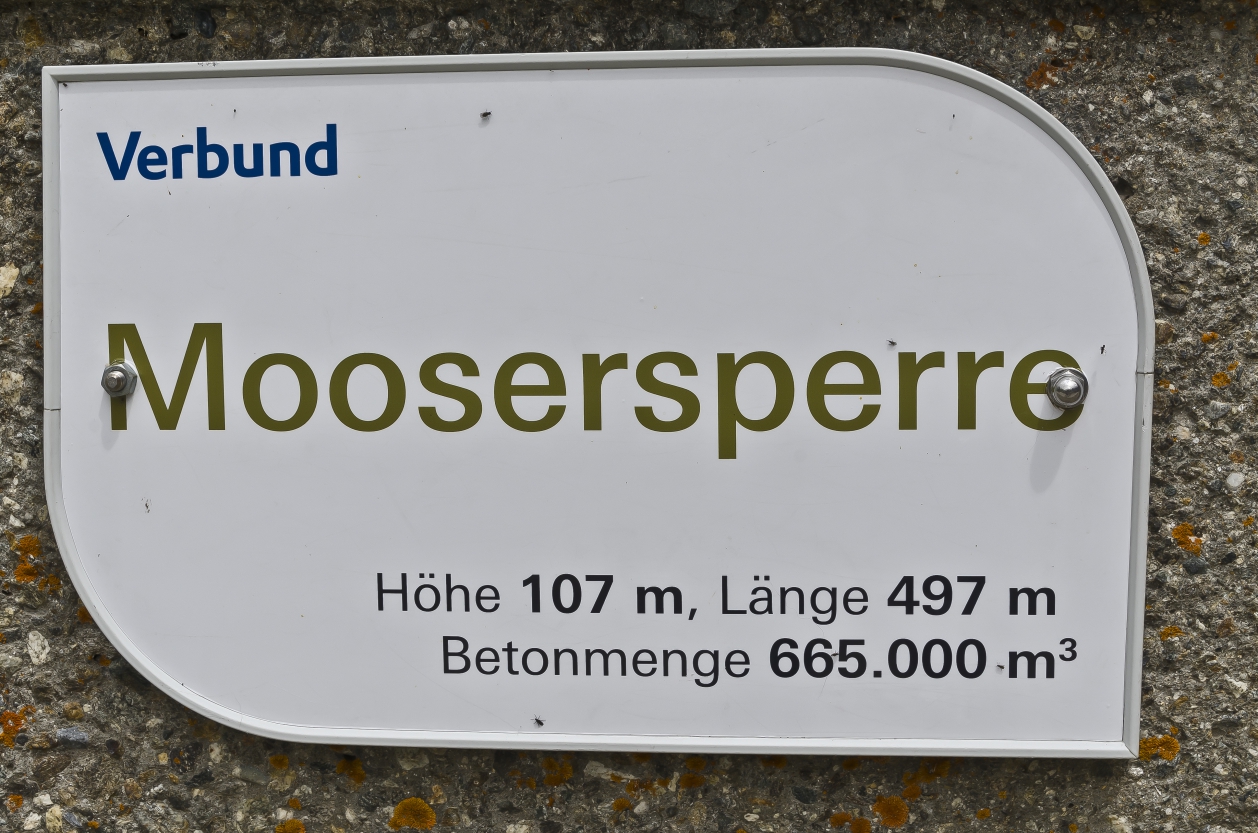 Verbund
Moosersperre
Höhe 107 m, Länge 497 m
Betonmenge 665.000 m³